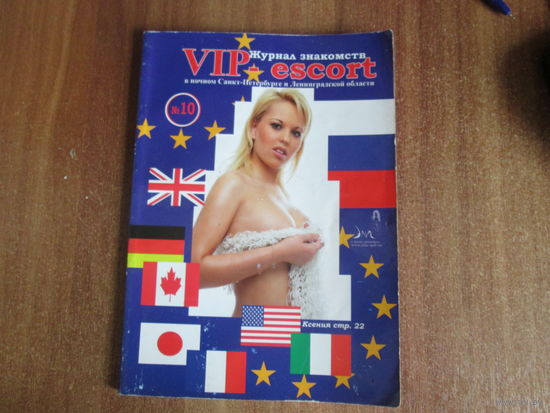 Журнал знакомств
VIP - escort
в ночном Санкт-Петербурге и Ленинградской области
№10
Ксения стр. 22